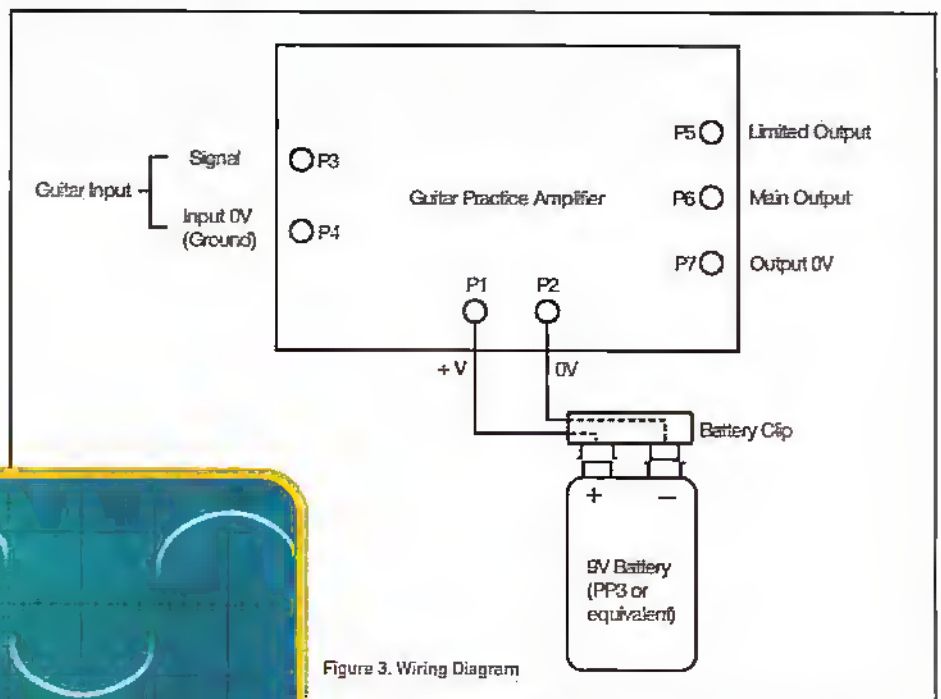 P5 Limited Output
Signal P3
Guitar Input
Guitar Practice Amplifier
P6 Main Output
Input 0V
(Ground)
P4
P7 Output 0V
P1 P2
+ V 0V
Battery Clip
+ −
9V Battery
(PP3 or
equivalent)
Figure 3. Wiring Diagram